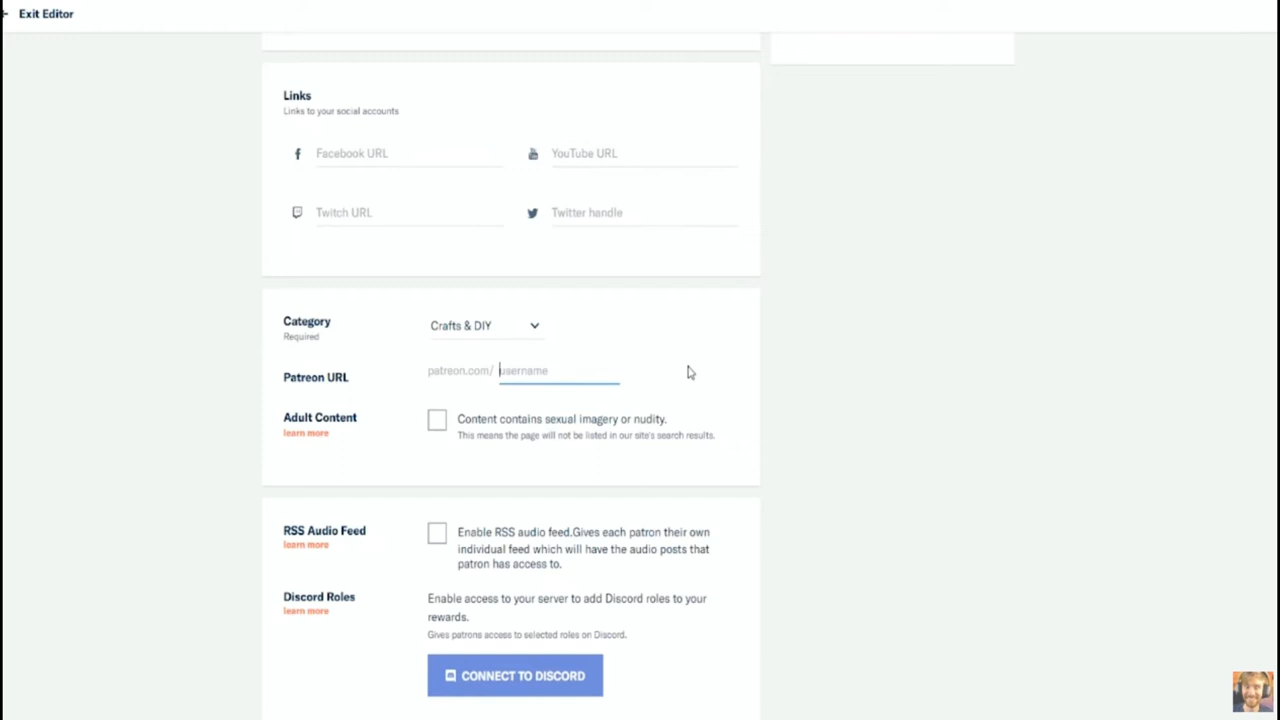 Exit Editor
Links
Links to your social accounts
Facebook URL
YouTube URL
Twitch URL
Twitter handle
Category
Required
Crafts & DIY
Patreon URL
patreon.com/ username
Adult Content
learn more
Content contains sexual imagery or nudity.
This means the page will not be listed in our site's search results.
RSS Audio Feed
learn more
Enable RSS audio feed.Gives each patron their own
individual feed which will have the audio posts that
patron has access to.
Discord Roles
learn more
Enable access to your server to add Discord roles to your
rewards.
Gives patrons access to selected roles on Discord.
CONNECT TO DISCORD